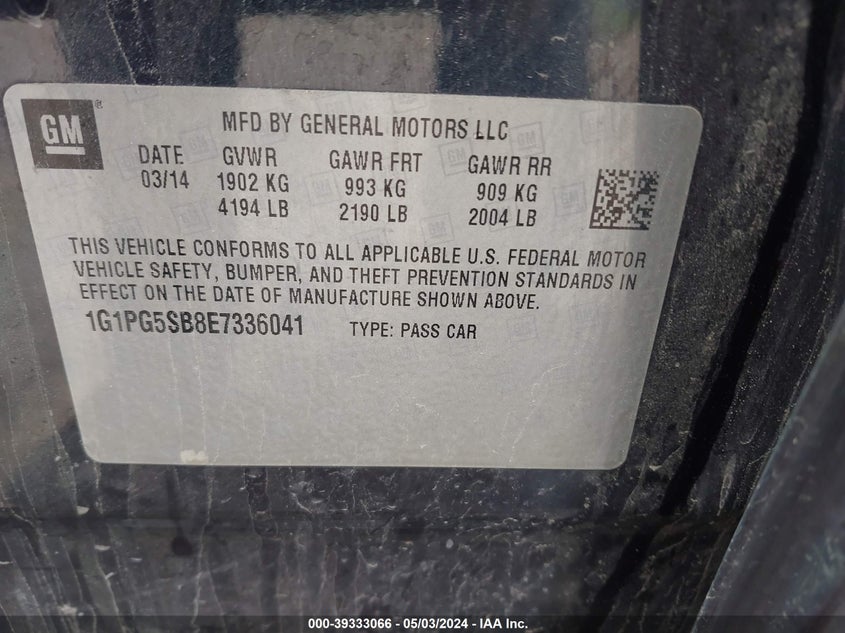 GM ®
MFD BY GENERAL MOTORS LLC
DATE GVWR GAWR FRT GAWR RR
03/14 1902 KG 993 KG 909 KG
4194 LB 2190 LB 2004 LB
THIS VEHICLE CONFORMS TO ALL APPLICABLE U.S. FEDERAL MOTOR
VEHICLE SAFETY, BUMPER, AND THEFT PREVENTION STANDARDS IN
EFFECT ON THE DATE OF MANUFACTURE SHOWN ABOVE.
1G1PG5SB8E7336041 TYPE: PASS CAR
000-39333066 - 05/03/2024 - IAA Inc.